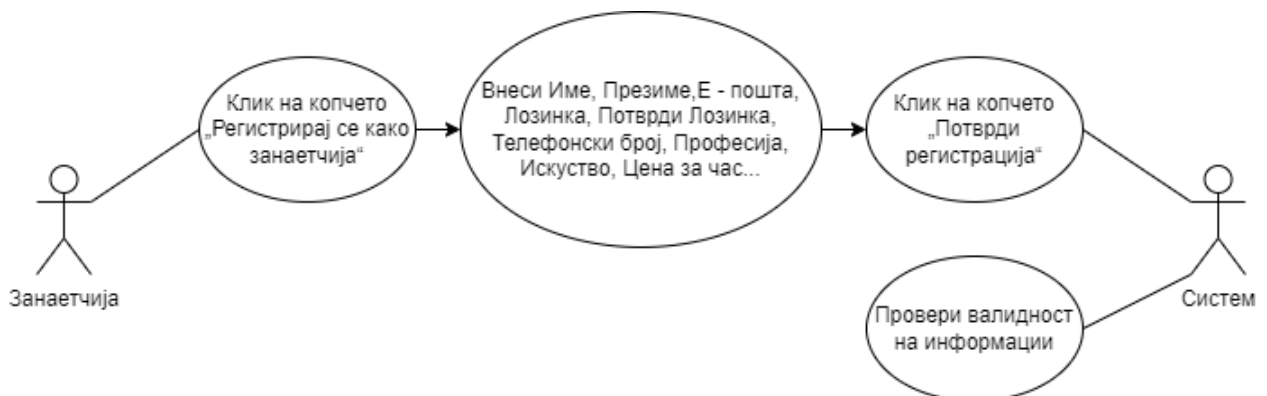 Клик на копчето
„Регистрирај се како
занаетчија“
Внеси Име, Презиме,Е - пошта,
Лозинка, Потврди Лозинка,
Телефонски број, Професија,
Искуство, Цена за час...
Клик на копчето
„Потврди
регистрација“
Занаетчија
Систем
Провери валидност
на информации